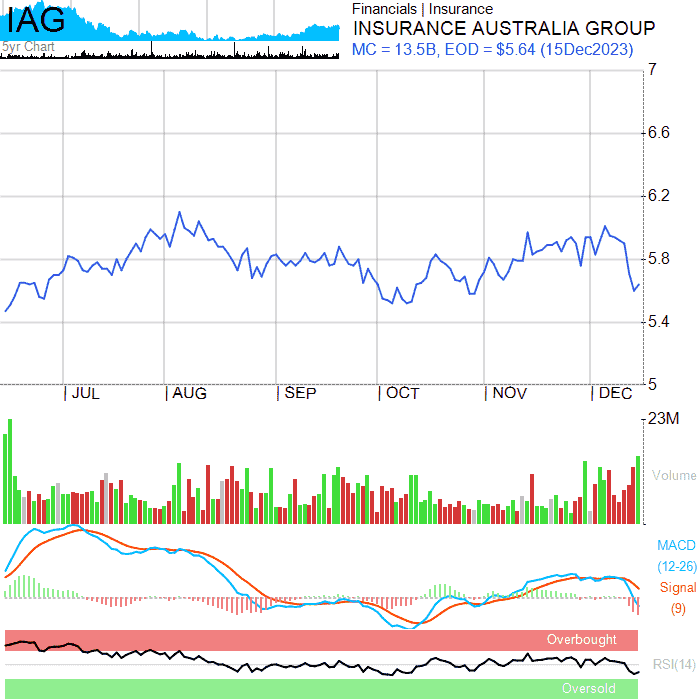 IAG
5yr Chart
Financials | Insurance
INSURANCE AUSTRALIA GROUP
MC = 13.5B, EOD = $5.64 (15Dec2023)
7
6.6
6.2
5.8
5.4
5
| JUL | AUG | SEP | OCT | NOV | DEC
23M
Volume
MACD
(12-26)
Signal
(9)
Overbought
RSI(14)
Oversold